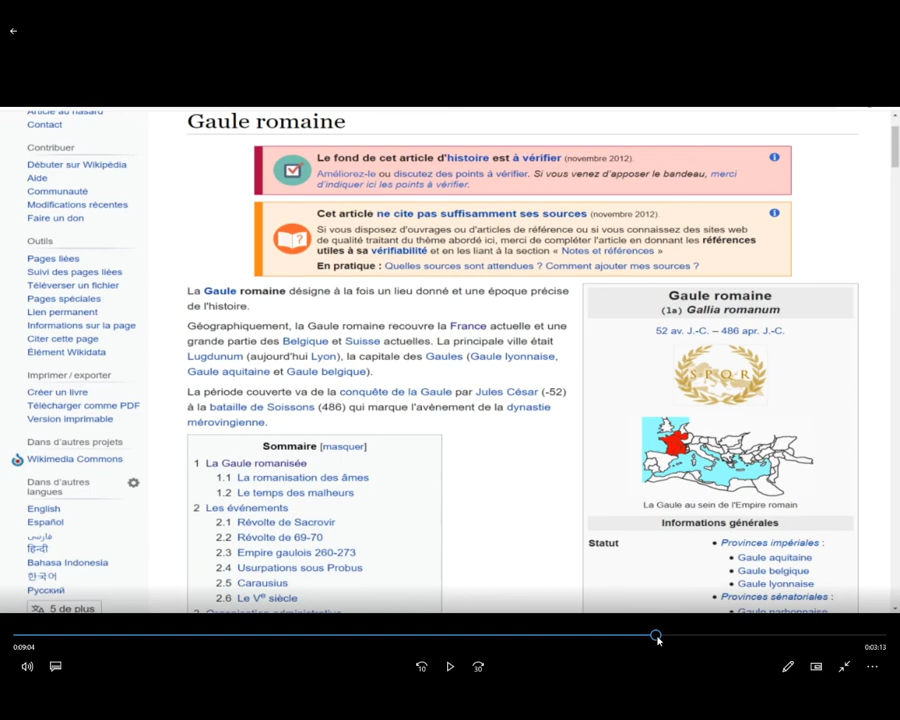 Article au hasard
Contact
Contribuer
Débuter sur Wikipédia
Aide
Communauté
Modifications récentes
Faire un don
Outils
Pages liées
Suivi des pages liées
Téléverser un fichier
Pages spéciales
Lien permanent
Informations sur la page
Citer cette page
Élément Wikidata
Imprimer / exporter
Créer un livre
Télécharger comme PDF
Version imprimable
Dans d'autres projets
Wikimedia Commons
Dans d'autres
langues
English
Español
فارسی
हिन्दी
Bahasa Indonesia
한국어
Русский
5 de plus
Gaule romaine
Le fond de cet article d'histoire est à vérifier (novembre 2012).
Améliorez-le ou discutez des points à vérifier. Si vous venez d'apposer le bandeau, merci
d'indiquer ici les points à vérifier.
Cet article ne cite pas suffisamment ses sources (novembre 2012).
Si vous disposez d'ouvrages ou d'articles de référence ou si vous connaissez des sites web
de qualité traitant du thème abordé ici, merci de compléter l'article en donnant les références
utiles à sa vérifiabilité et en les liant à la section « Notes et références »
En pratique : Quelles sources sont attendues ? Comment ajouter mes sources ?
La Gaule romaine désigne à la fois un lieu donné et une époque précise
de l'histoire.
Géographiquement, la Gaule romaine recouvre la France actuelle et une
grande partie des Belgique et Suisse actuelles. La principale ville était
Lugdunum (aujourd'hui Lyon), la capitale des Gaules (Gaule lyonnaise,
Gaule aquitaine et Gaule belgique).
La période couverte va de la conquête de la Gaule par Jules César (-52)
à la bataille de Soissons (486) qui marque l'avènement de la dynastie
mérovingienne.
Sommaire [masquer]
1 La Gaule romanisée
1.1 La romanisation des âmes
1.2 Le temps des malheurs
2 Les événements
2.1 Révolte de Sacrovir
2.2 Révolte de 69-70
2.3 Empire gaulois 260-273
2.4 Usurpations sous Probus
2.5 Carausius
2.6 Le Ve siècle
3 Organisation administrative
Gaule romaine
(la) Gallia romanum
52 av. J.-C. – 486 apr. J.-C.
SPQR
La Gaule au sein de l'Empire romain
Informations générales
Statut
• Provinces impériales :
• Gaule aquitaine
• Gaule belgique
• Gaule lyonnaise
• Provinces sénatoriales :
• Gaule narbonnaise
0:09:04
0:03:13
10
30